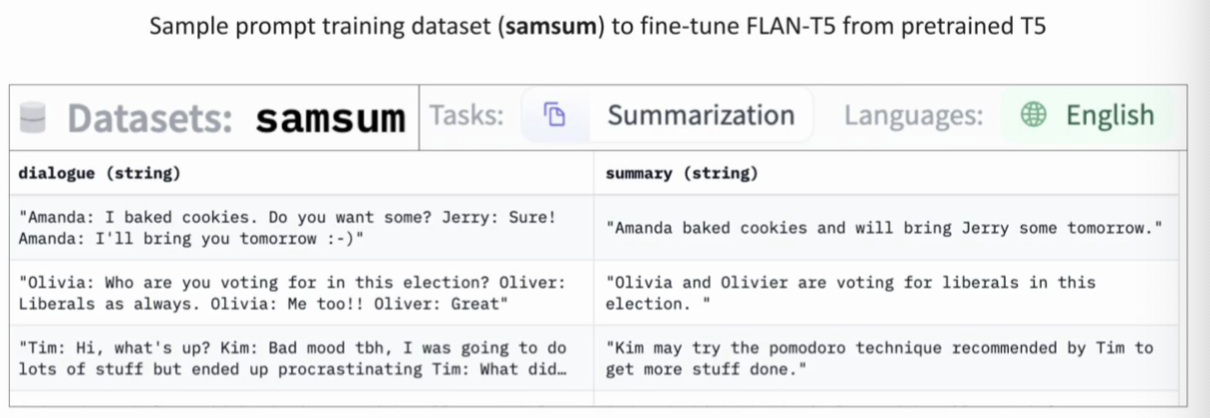 Sample prompt training dataset (samsum) to fine-tune FLAN-T5 from pretrained T5
Datasets: samsum Tasks: Summarization Languages: English
dialogue (string)
summary (string)
"Amanda: I baked cookies. Do you want some? Jerry: Sure!
Amanda: I'll bring you tomorrow :-)"
"Amanda baked cookies and will bring Jerry some tomorrow."
"Olivia: Who are you voting for in this election? Oliver:
Liberals as always. Olivia: Me too!! Oliver: Great"
"Olivia and Olivier are voting for liberals in this
election. "
"Tim: Hi, what's up? Kim: Bad mood tbh, I was going to do
lots of stuff but ended up procrastinating Tim: What did…
"Kim may try the pomodoro technique recommended by Tim to
get more stuff done."